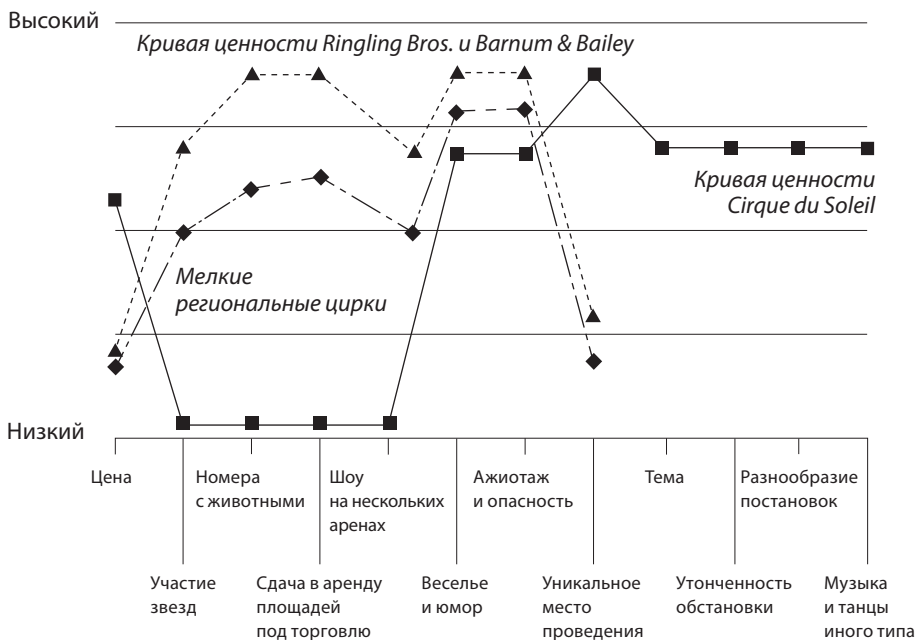 Высокий
Кривая ценности Ringling Bros. и Barnum & Bailey
Кривая ценности
Cirque du Soleil
Мелкие
региональные цирки
Низкий
Цена
Номера
с животными
Шоу
на нескольких
аренах
Ажиотаж
и опасность
Тема
Разнообразие
постановок
Участие
звезд
Сдача в аренду
площадей
под торговлю
Веселье
и юмор
Уникальное
место
проведения
Утонченность
обстановки
Музыка
и танцы
иного типа